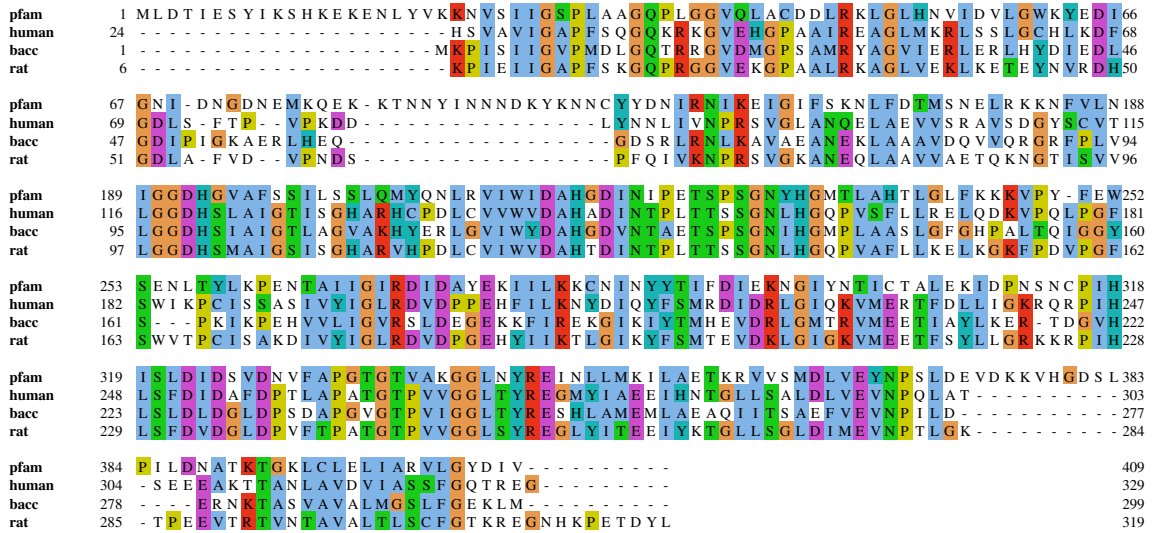 pfam 1 MLDTIESYIKSHKEKENLYVKKNVSIIGSPLAAGQPLGGVQLACDDLRKLGLHNVIDVLGWKYEDI 66
human 24 ---------------------HSVAVIGAPFSQGQKRKGVEHGPAAIREAGLMKRLSSLGCHLKDF 68
bacc 1 --------------------MKPISIIGVPMDLGQTRRGVDMGPSAMRYAGVIERLERLHYDIEDL 46
rat 6 ---------------------KPIEIIGAPFSKGQPRGGVEKGPAALRKAGLVEKLKETEYNVRDH 50
pfam 67 GNI-DNGDNEMKQEK-KTNNYINNNDKYKNNCYYDNIRNIKEIGIFSKNLFDTMSNELRKKNFVLN 188
human 69 GDLS-FTP--VPKDD----------------LYNNLIVNPRSVGLANQELAEVVSRAVSDGYSCVT 115
bacc 47 GDIPIGKAERLHEQ------------------GDSRLRNLKAVAEANEKLAAAVDQVVQRGRFPLV 94
rat 51 GDLA-FVD--VPNDS-----------------PFQIVKNPRSVGKANEQLAAVVAETQKNGTISVV 96
pfam 189 IGGDHGVAFSSILSSLQMYQNLRVIWIDAHGDINIPETSPSGNYHGMTLAHTLGLFKKKVPY-FEW 252
human 116 LGGDHSLAIGTISGHARHCPDLCVVWVDAHADINTPLTTSSGNLHGQPVSFLLRELQDKVPQLPGF 181
bacc 95 LGGDHSIAIGTLAGVAKHYERLGVIWYDAHGDVNTAETSPSGNIHGMPLAASLGFGHPALTQIGGY 160
rat 97 LGGDHSMAIGSISGHARVHPDLCVIWVDAHTDINTPLTTSSGNLHGQPVAFLLKELKGKFPDVPGF 162
pfam 253 SENLTYLKPENTAIIGIRDIDAYEKIILKKCNINYYTIFDIEKNGIYNTICTALEKIDPNSNCPIH 318
human 182 SWIKPCISSASIVYIGLRDVDPPEHFILKNYDIQYFSMRDIDRLGIQKVMERTFDLLIGKRQRPIH 247
bacc 161 S---PKIKPEHVVLIGVRSLDEGEKKFIREKGIKIYTMHEVDRLGMTRVMEETIAYLKER-TDGVH 222
rat 163 SWVTPCISAKDIVYIGLRDVDPGEHYIIKTLGIKYFSMTEVDKLGIGKVMEETFSYLLGRKKRPIH 228
pfam 319 ISLDIDSVDNVFAPGTGTVAKGGLNYREINLLMKILAETKRVVSMDLVEYNPSLDEVDKKVHGDSL 383
human 248 LSFDIDAFDPTLAPATGTPVVGGLTYREGMYIAEEIHNTGLLSALDLVEVNPQLAT---------- 303
bacc 223 LSLDLDGLDPSDAPGVGTPVIGGLTYRESHLAMEMLAEAQIITSAEFVEVNPILD----------- 277
rat 229 LSFDVDGLDPVFTPATGTPVVGGLSYREGLYITEEIYKTGLLSGLDIMEVNPTLGK---------- 284
pfam 384 PILDNATKTGKLCLELIARVLGYDIV---------- 409
human 304 -SEEEAKTTANLAVDVIASSFGQTREG--------- 329
bacc 278 ----ERNKTASVAVALMGSLFGEKLM---------- 299
rat 285 -TPEEVTRTVNTAVALTLSCFGTKREGNHKPETDYL 319